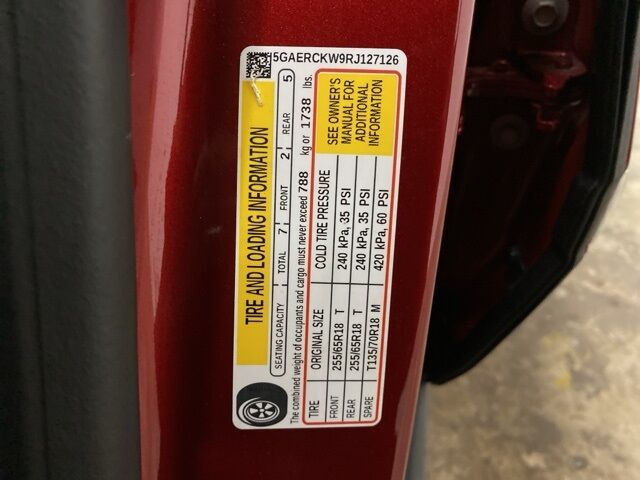 5GAERCKW9RJ127126
TIRE AND LOADING INFORMATION
SEATING CAPACITY TOTAL 7 FRONT 2 REAR 5
The combined weight of occupants and cargo must never exceed 788 kg or 1738 lbs.
TIRE ORIGINAL SIZE COLD TIRE PRESSURE
FRONT 255/65R18 T 240 kPa, 35 PSI
REAR 255/65R18 T 240 kPa, 35 PSI
SPARE T135/70R18 M 420 kPa, 60 PSI
SEE OWNER'S
MANUAL FOR
ADDITIONAL
INFORMATION